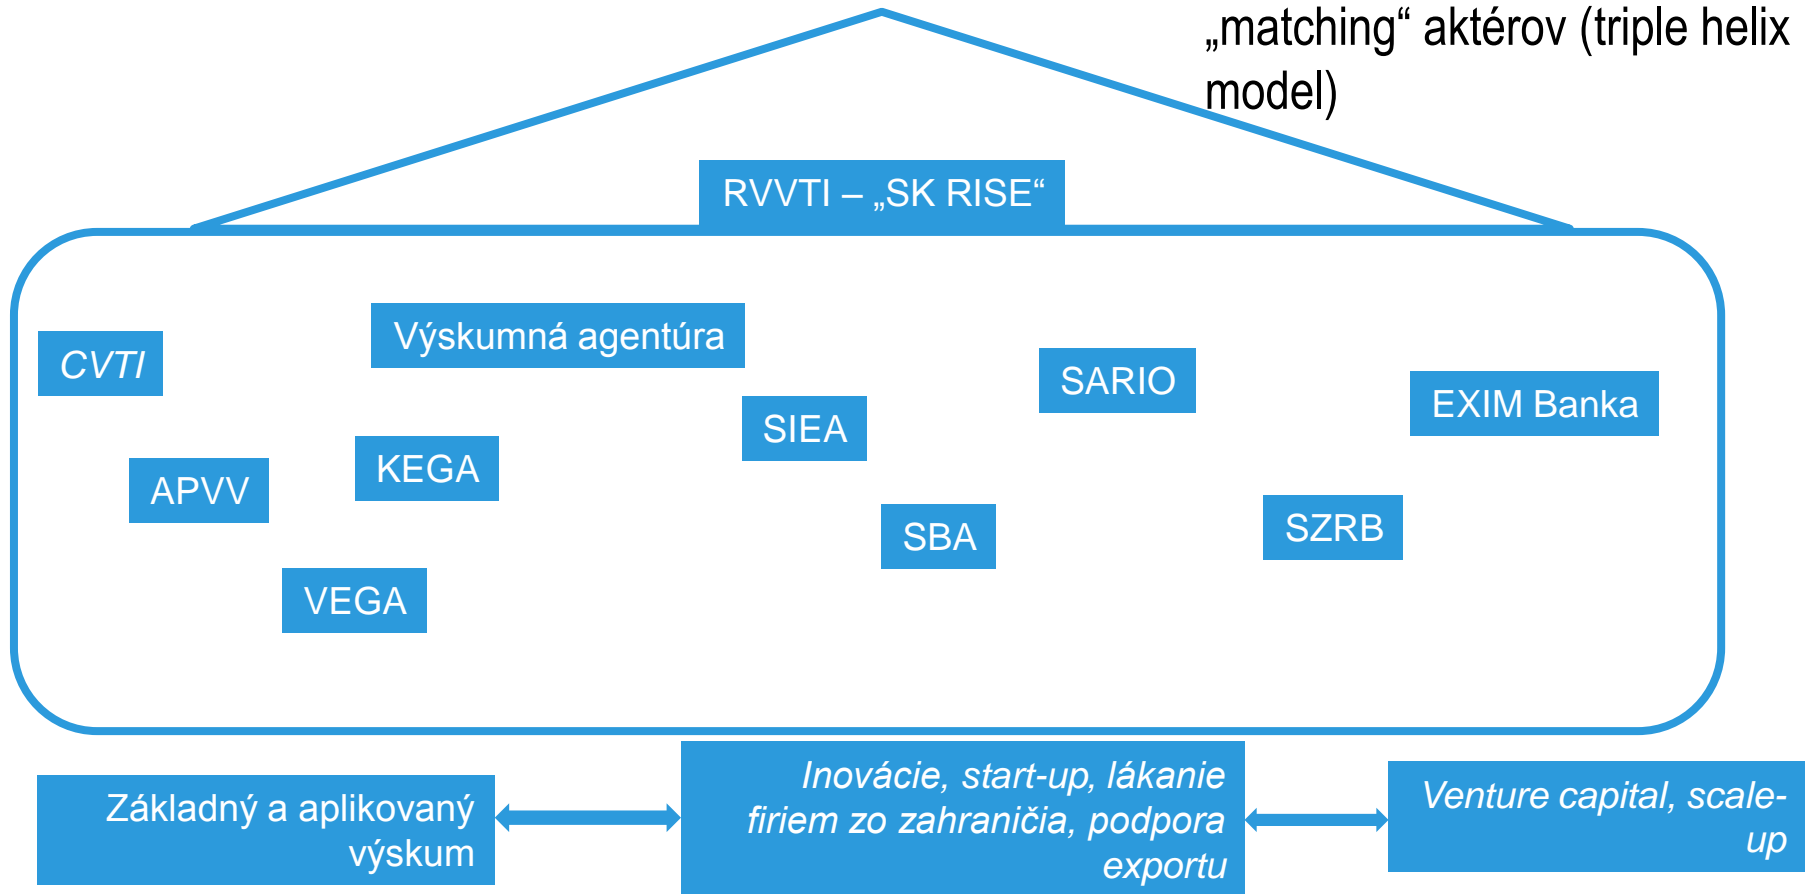 „matching“ aktérov (triple helix
model)
RVVTI – „SK RISE“
CVTI
Výskumná agentúra
SARIO
EXIM Banka
SIEA
KEGA
APVV
SBA
SZRB
VEGA
Základný a aplikovaný
výskum
Inovácie, start-up, lákanie
firiem zo zahraničia, podpora
exportu
Venture capital, scale-
up